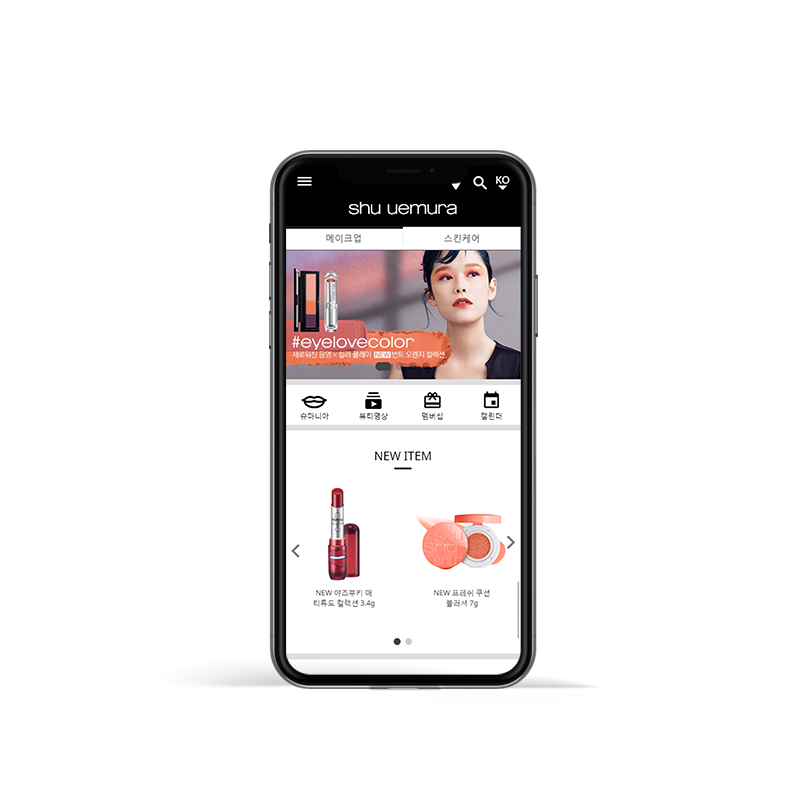 KO
shu uemura
메이크업
스킨케어
#eyelovecolor
새로워진 음영×컬러 플레이 NEW 번트 오렌지 컬렉션
슈마니아
뷰티영상
멤버십
캘린더
NEW ITEM
NEW 야즈부키 매
티튜드 컬렉션 3.4g
NEW 프레쉬 쿠션
블러셔 7g